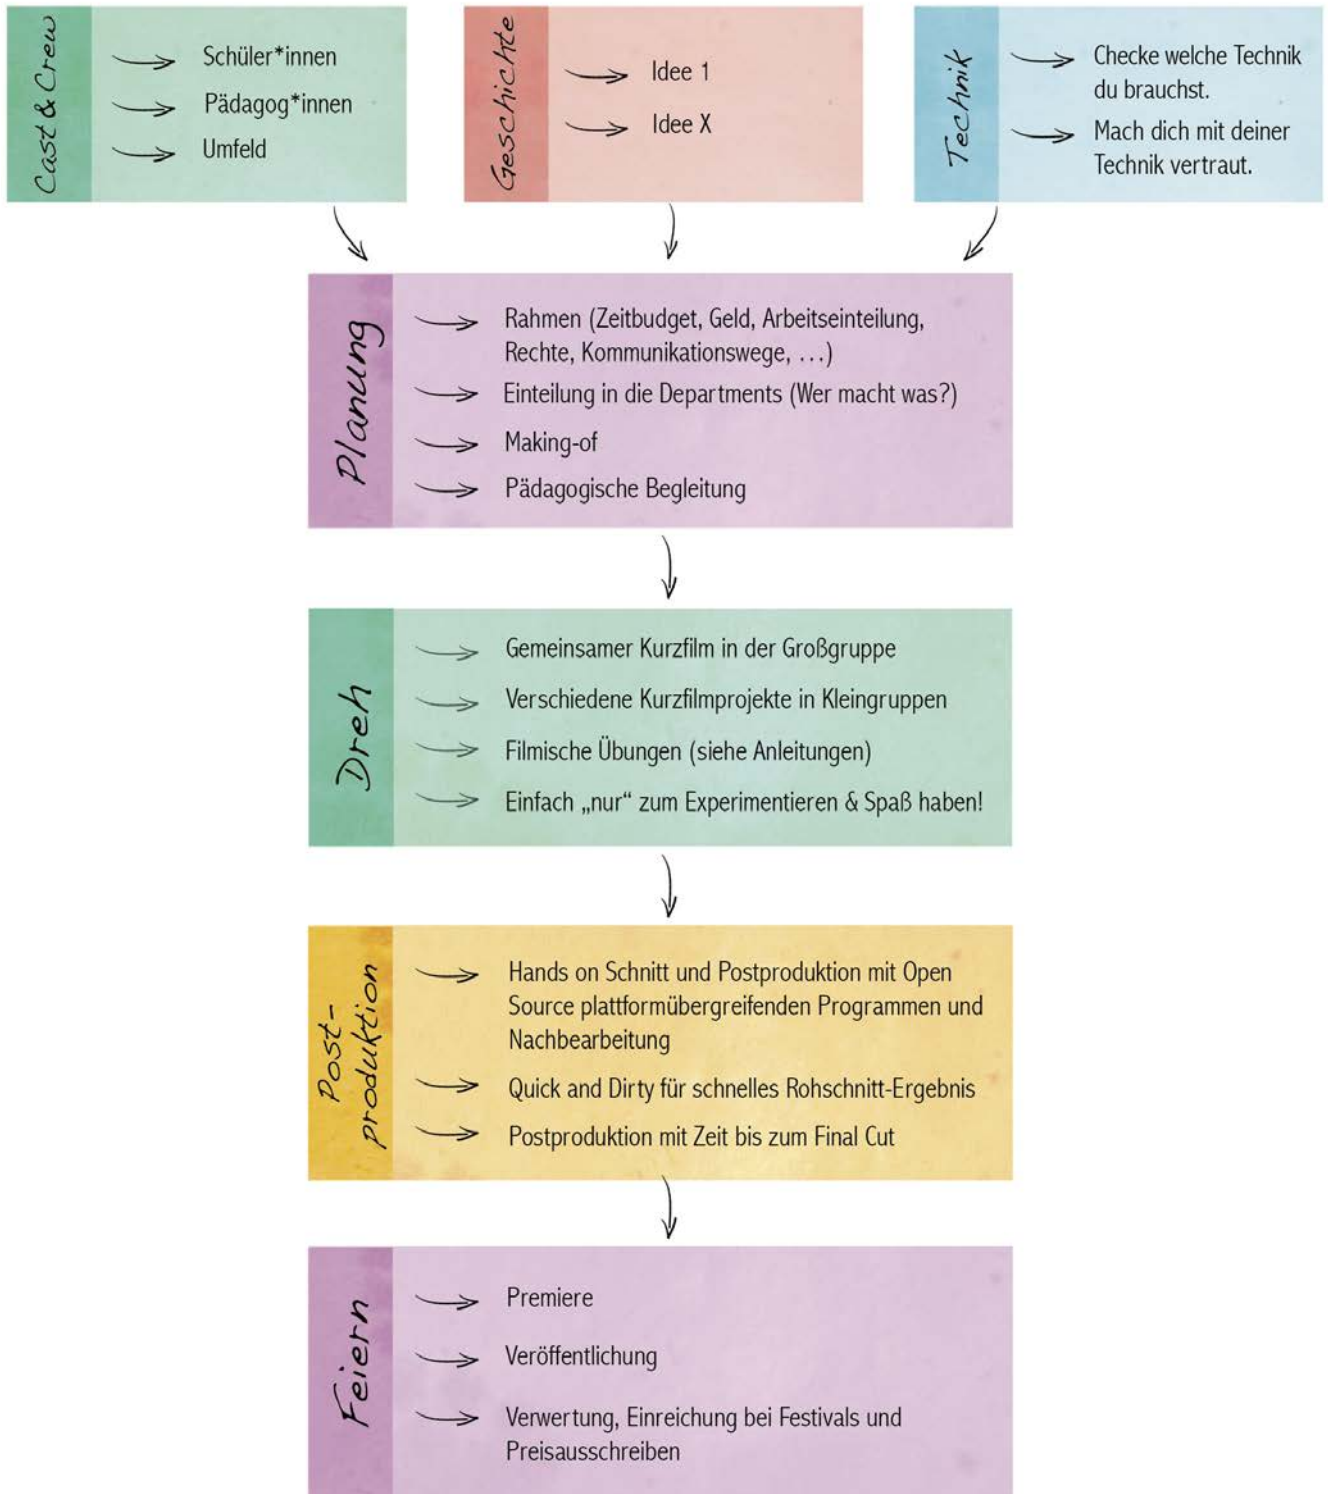 Cast & Crew
Schüler*innen
Pädagog*innen
Umfeld
Geschichte
Idee 1
Idee X
Technik
Checke welche Technik
du brauchst.
Mach dich mit deiner
Technik vertraut.
Planung
Rahmen (Zeitbudget, Geld, Arbeitseinteilung,
Rechte, Kommunikationswege, …)
Einteilung in die Departments (Wer macht was?)
Making-of
Pädagogische Begleitung
Dreh
Gemeinsamer Kurzfilm in der Großgruppe
Verschiedene Kurzfilmprojekte in Kleingruppen
Filmische Übungen (siehe Anleitungen)
Einfach „nur“ zum Experimentieren & Spaß haben!
Post-
produktion
Hands on Schnitt und Postproduktion mit Open
Source plattformübergreifenden Programmen und
Nachbearbeitung
Quick and Dirty für schnelles Rohschnitt-Ergebnis
Postproduktion mit Zeit bis zum Final Cut
Feiern
Premiere
Veröffentlichung
Verwertung, Einreichung bei Festivals und
Preisausschreiben